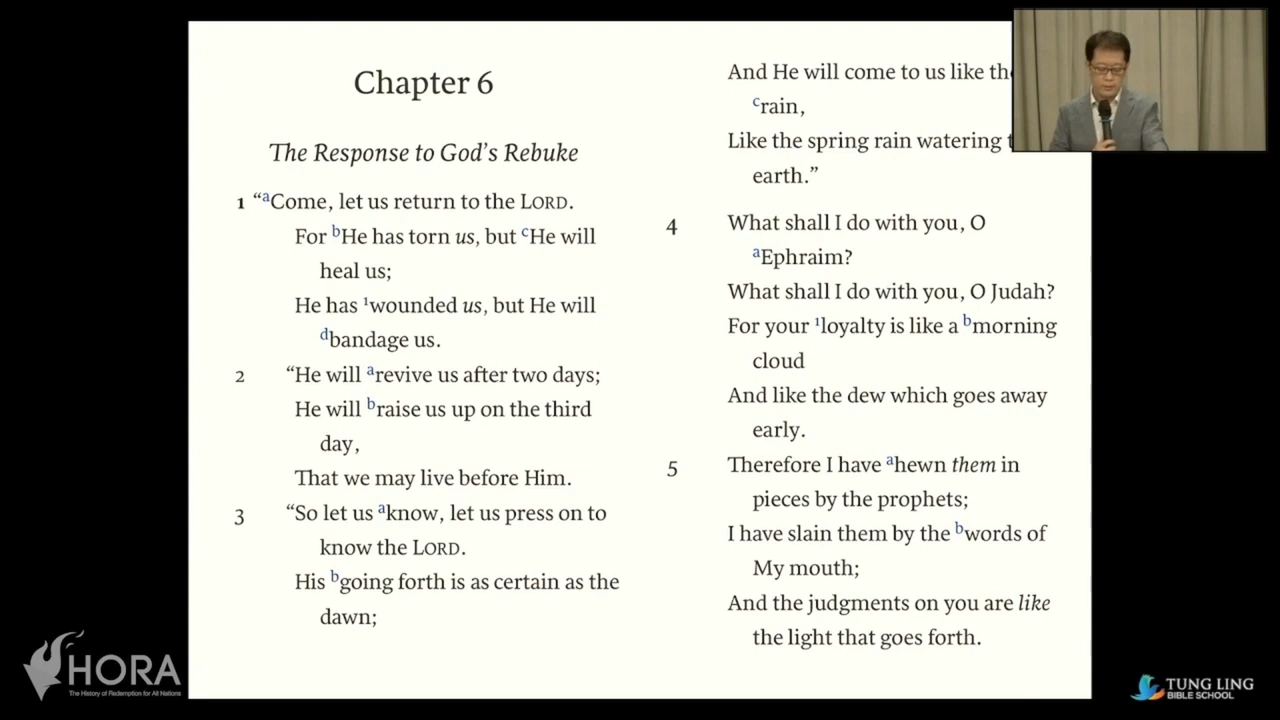 Chapter 6
The Response to God's Rebuke
1 “aCome, let us return to the LORD.
For bHe has torn us, but cHe will
heal us;
He has 1wounded us, but He will
dbandage us.
2 “He will arevive us after two days;
He will braise us up on the third
day,
That we may live before Him.
3 “So let us aknow, let us press on to
know the LORD.
His bgoing forth is as certain as the
dawn;
And He will come to us like
crain,
Like the spring rain watering
earth.”
4 What shall I do with you, O
aEphraim?
What shall I do with you, O Judah?
For your 1loyalty is like a bmorning
cloud
And like the dew which goes away
early.
5 Therefore I have ahewn them in
pieces by the prophets;
I have slain them by the bwords of
My mouth;
And the judgments on you are like
the light that goes forth.
HORA
The History of Redemption for All Nations
TUNG LING
BIBLE SCHOOL